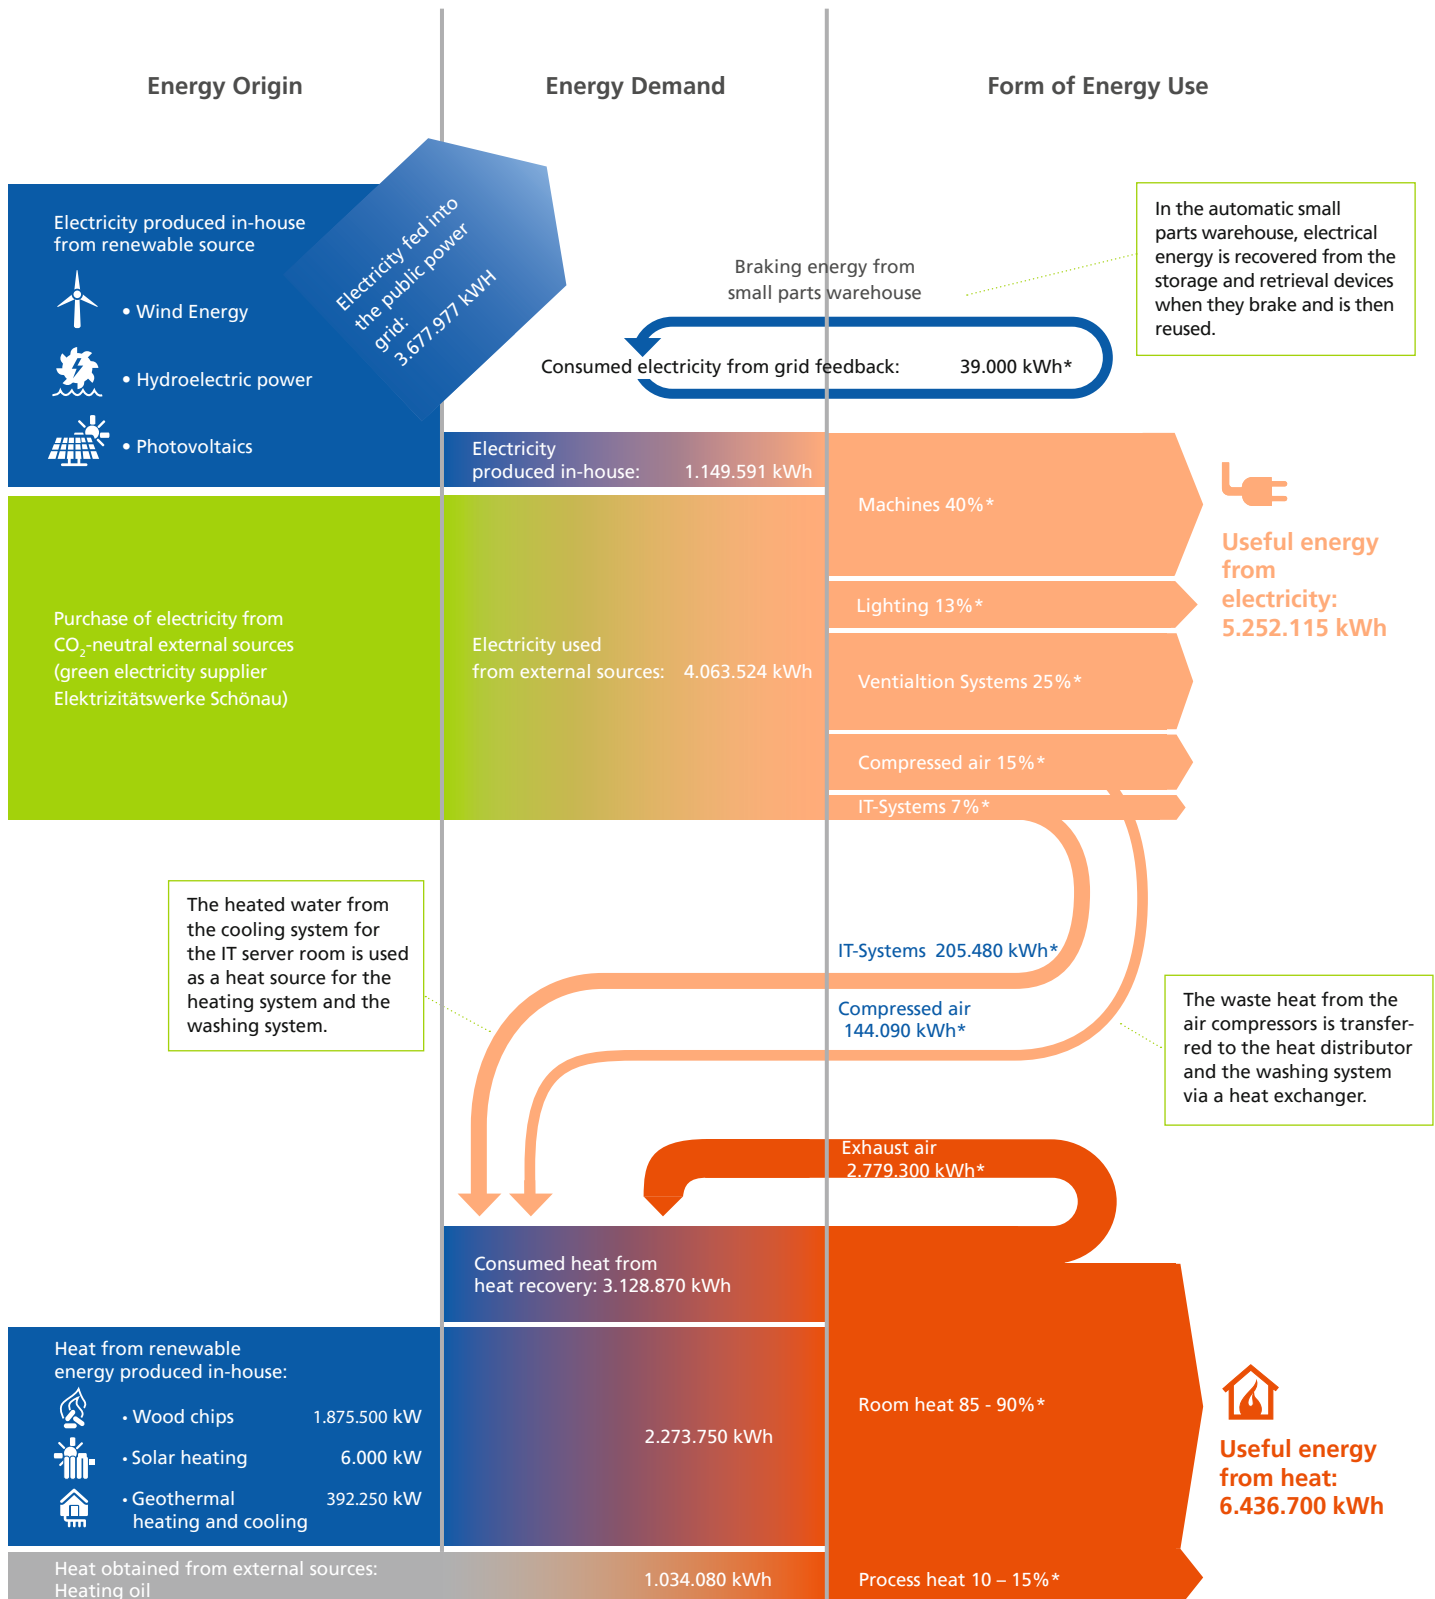 Energy Origin
Energy Demand
Form of Energy Use
Electricity produced in-house
from renewable source
• Wind Energy
• Hydroelectric power
• Photovoltaics
Electricity fed into
the public power
grid:
3.677.977 kWH
Braking energy from
small parts warehouse
Consumed electricity from grid feedback: 39.000 kWh*
In the automatic small
parts warehouse, electrical
energy is recovered from the
storage and retrieval devices
when they brake and is then
reused.
Electricity
produced in-house: 1.149.591 kWh
Machines 40%*
Lighting 13%*
Ventialtion Systems 25%*
Compressed air 15%*
IT-Systems 7%*
Useful energy
from
electricity:
5.252.115 kWh
Purchase of electricity from
CO2-neutral external sources
(green electricity supplier
Elektrizitätswerke Schönau)
Electricity used
from external sources: 4.063.524 kWh
The heated water from
the cooling system for
the IT server room is used
as a heat source for the
heating system and the
washing system.
IT-Systems 205.480 kWh*
Compressed air
144.090 kWh*
The waste heat from the
air compressors is transfer-
red to the heat distributor
and the washing system
via a heat exchanger.
Exhaust air
2.779.300 kWh*
Consumed heat from
heat recovery: 3.128.870 kWh
Heat from renewable
energy produced in-house:
• Wood chips 1.875.500 kW
• Solar heating 6.000 kW
• Geothermal 392.250 kW
heating and cooling
2.273.750 kWh
Room heat 85 - 90%*
Useful energy
from heat:
6.436.700 kWh
Heat obtained from external sources:
Heating oil
1.034.080 kWh
Process heat 10 – 15%*